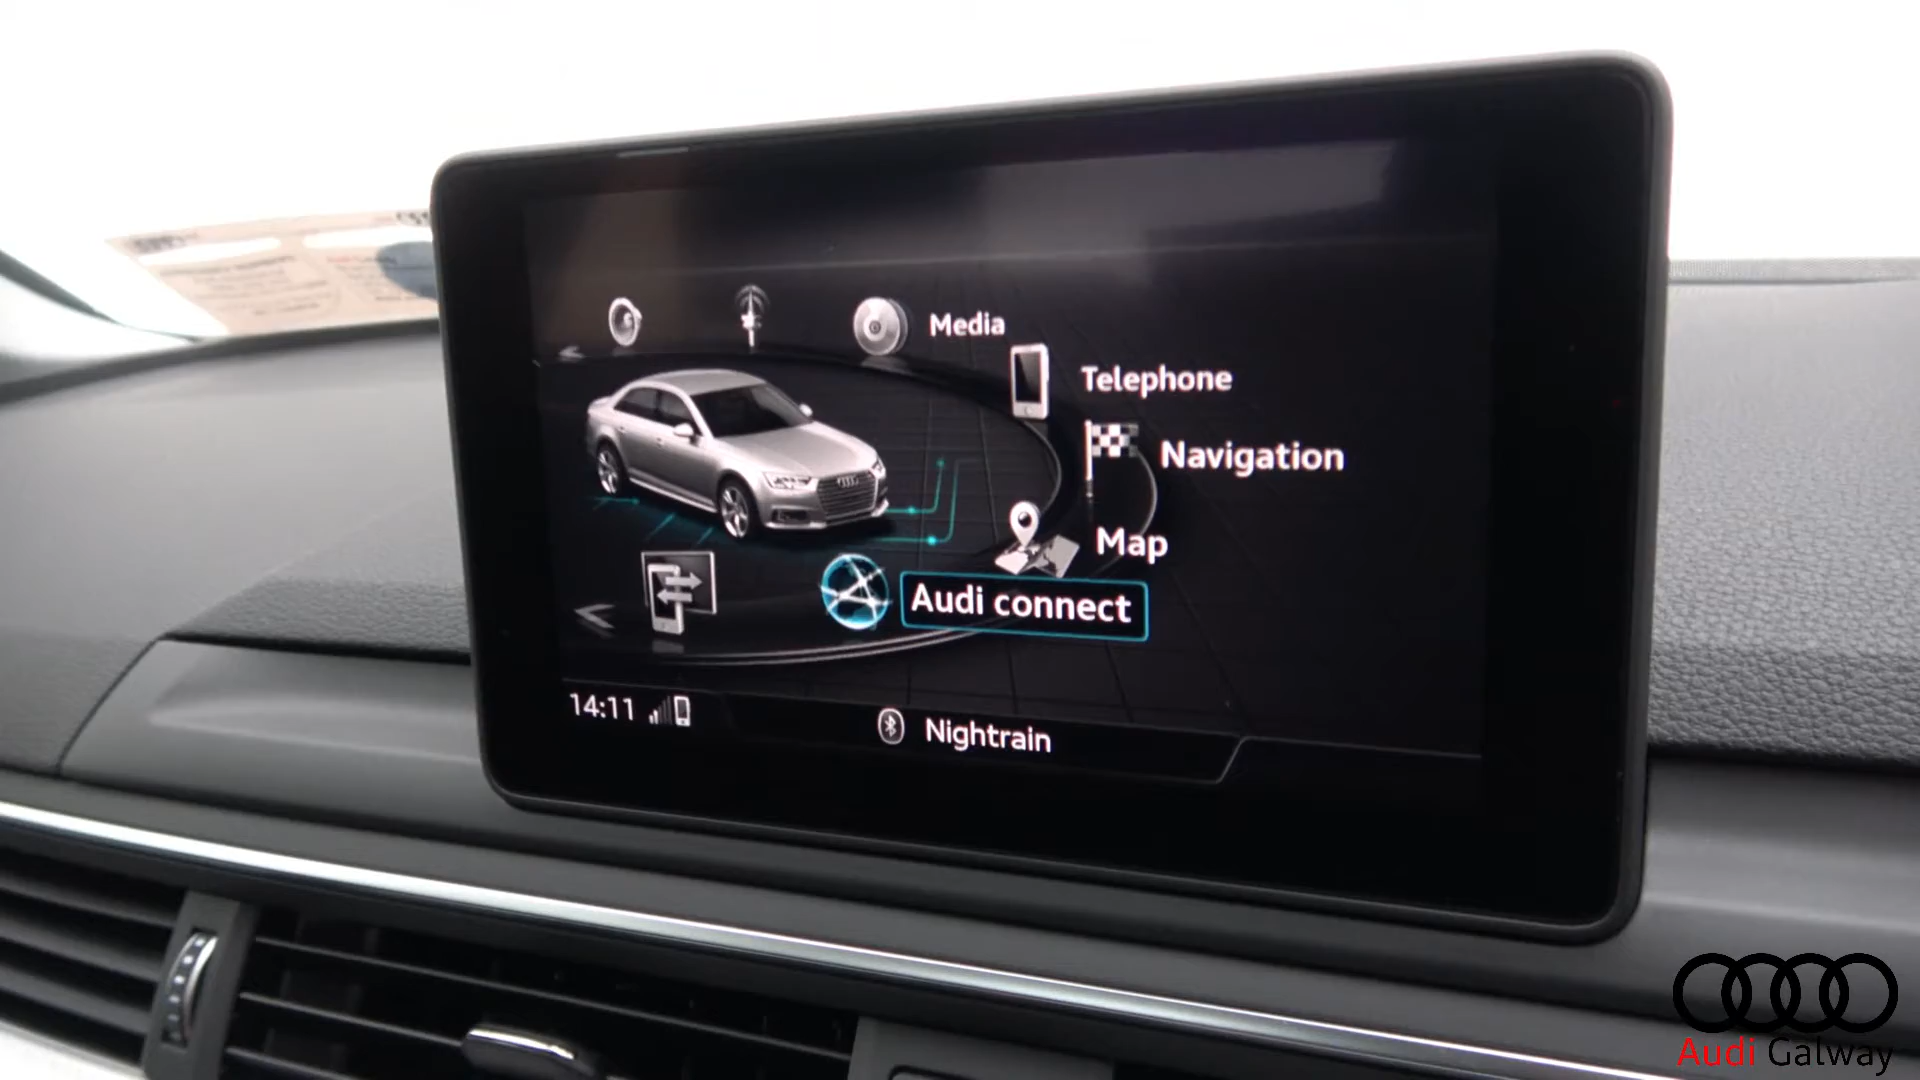 Media
Telephone
Navigation
Map
Audi connect
14:11
Nightrain
Audi Galway